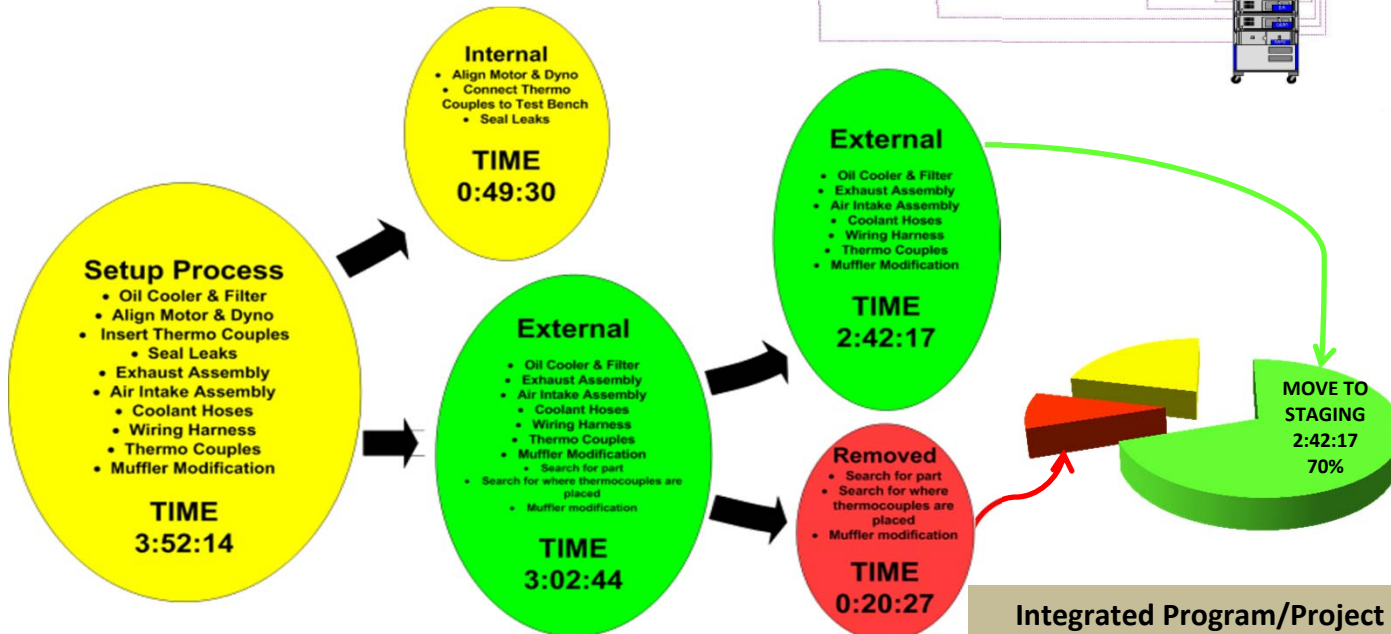 Internal
• Align Motor & Dyno
• Connect Thermo
Couples to Test Bench
• Seal Leaks
TIME
0:49:30
Setup Process
• Oil Cooler & Filter
• Align Motor & Dyno
• Insert Thermo Couples
• Seal Leaks
• Exhaust Assembly
• Air Intake Assembly
• Coolant Hoses
• Wiring Harness
• Thermo Couples
• Muffler Modification
TIME
3:52:14
External
• Oil Cooler & Filter
• Exhaust Assembly
• Air Intake Assembly
• Coolant Hoses
• Wiring Harness
• Thermo Couples
• Muffler Modification
• Search for part
• Search for where thermocouples are
placed
• Muffler modification
TIME
3:02:44
External
• Oil Cooler & Filter
• Exhaust Assembly
• Air Intake Assembly
• Coolant Hoses
• Wiring Harness
• Thermo Couples
• Muffler Modification
TIME
2:42:17
Removed
• Search for part
• Search for where
thermocouples are
placed
• Muffler modification
TIME
0:20:27
MOVE TO
STAGING
2:42:17
70%
Integrated Program/Project